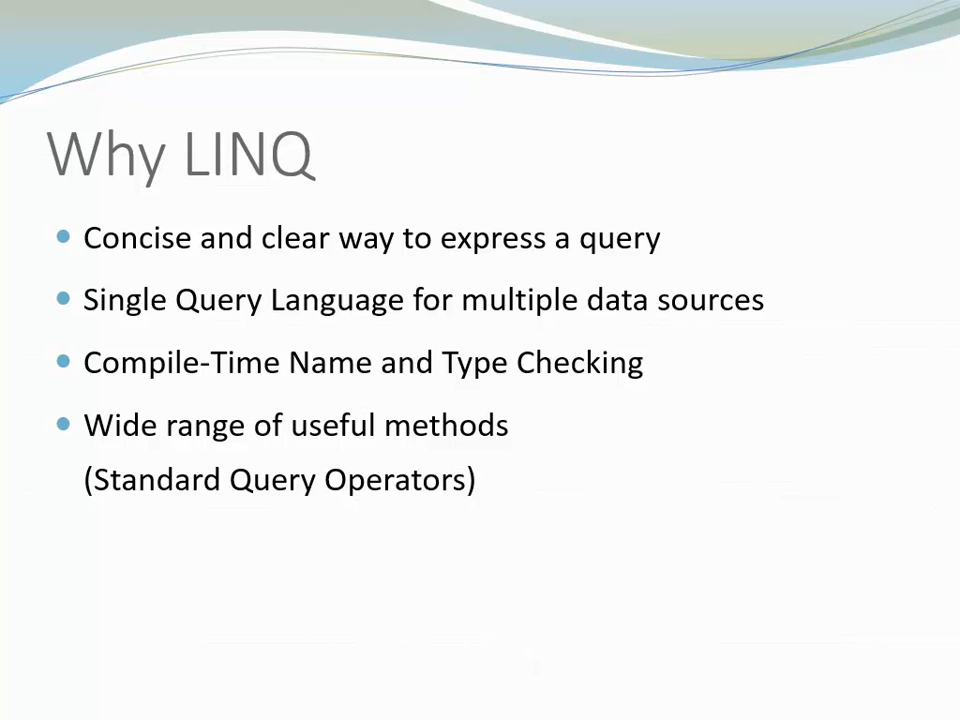 Why LINQ
Concise and clear way to express a query
Single Query Language for multiple data sources
Compile-Time Name and Type Checking
Wide range of useful methods
(Standard Query Operators)